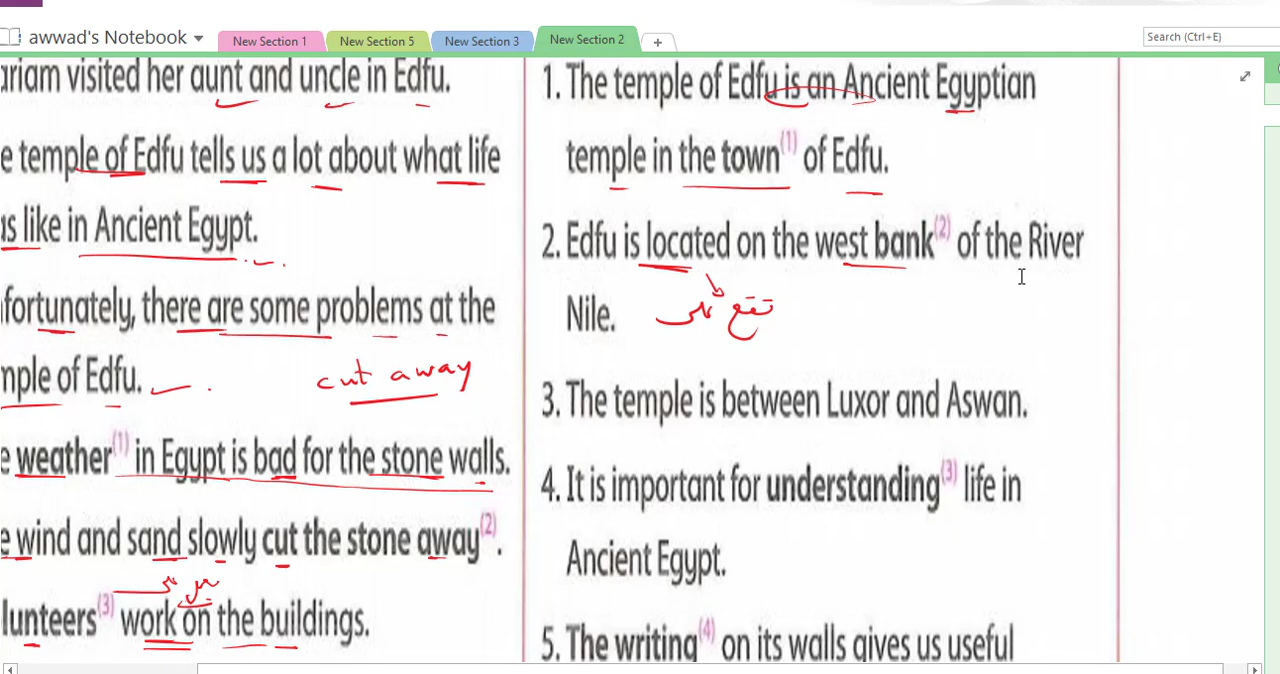 awwad's Notebook
New Section 1
New Section 5
New Section 3
New Section 2
+
Search (Ctrl+E)
ariam visited her aunt and uncle in Edfu.
e temple of Edfu tells us a lot about what life
as like in Ancient Egypt.
fortunately, there are some problems at the
mple of Edfu.
cut away
e weather(1) in Egypt is bad for the stone walls.
e wind and sand slowly cut the stone away(2).
lunteers(3) work on the buildings.
1. The temple of Edfu is an Ancient Egyptian
temple in the town(1) of Edfu.
2. Edfu is located on the west bank(2) of the River
Nile.
تقع على
3. The temple is between Luxor and Aswan.
4. It is important for understanding(3) life in
Ancient Egypt.
5. The writing(4) on its walls gives us useful